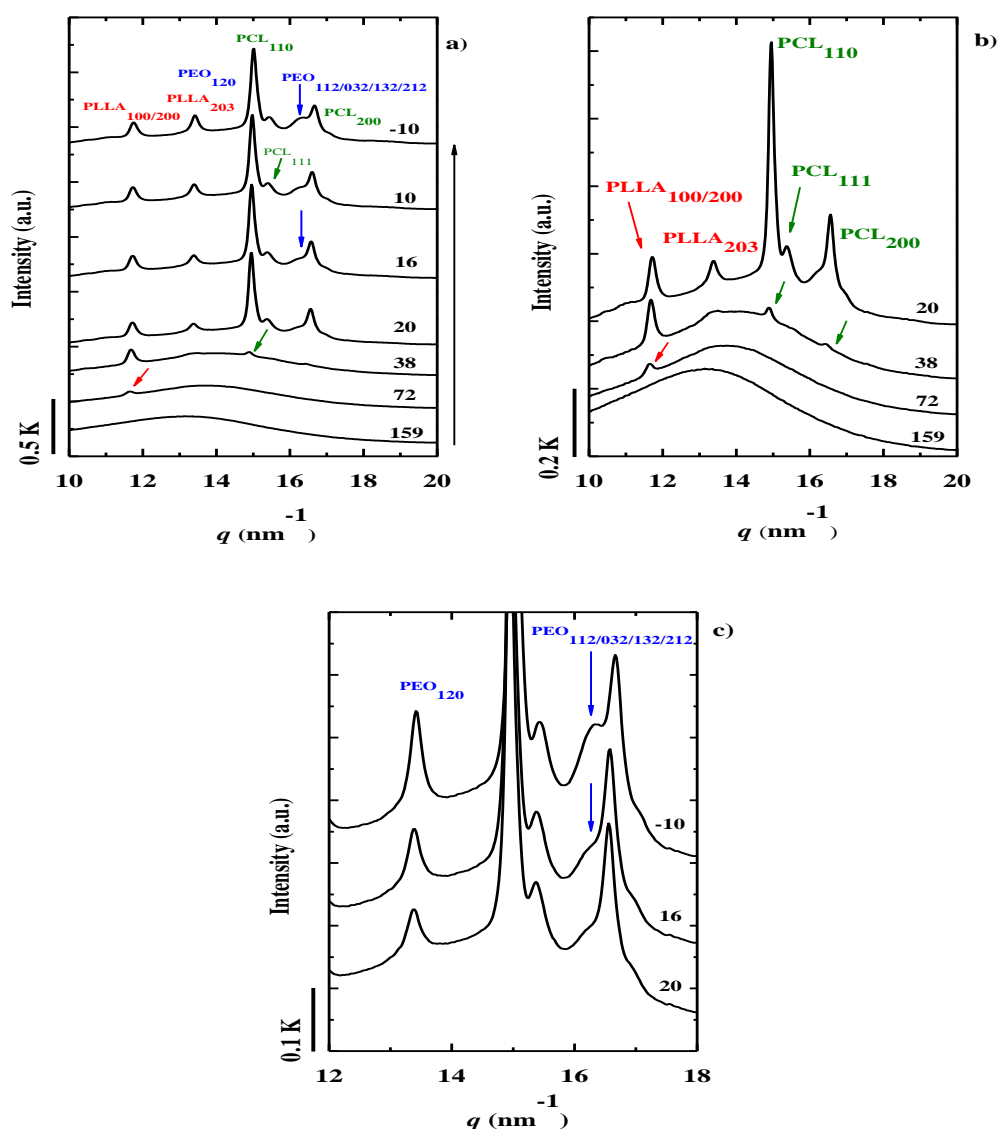 a)
PCL110
PEO120
PEO112/032/132/212
PLLA100/200
PLLA203
PCL200
-10
PCL111
10
16
20
38
72
159
Intensity (a.u.)
0.5 K
10 12 14 16 18 20
q (nm-1)
b)
PCL110
PCL111
PLLA100/200
PLLA203
PCL200
20
38
72
159
Intensity (a.u.)
0.2 K
10 12 14 16 18 20
q (nm-1)
c)
PEO112/032/132/212
PEO120
-10
16
20
Intensity (a.u.)
0.1 K
12 14 16 18
q (nm-1)